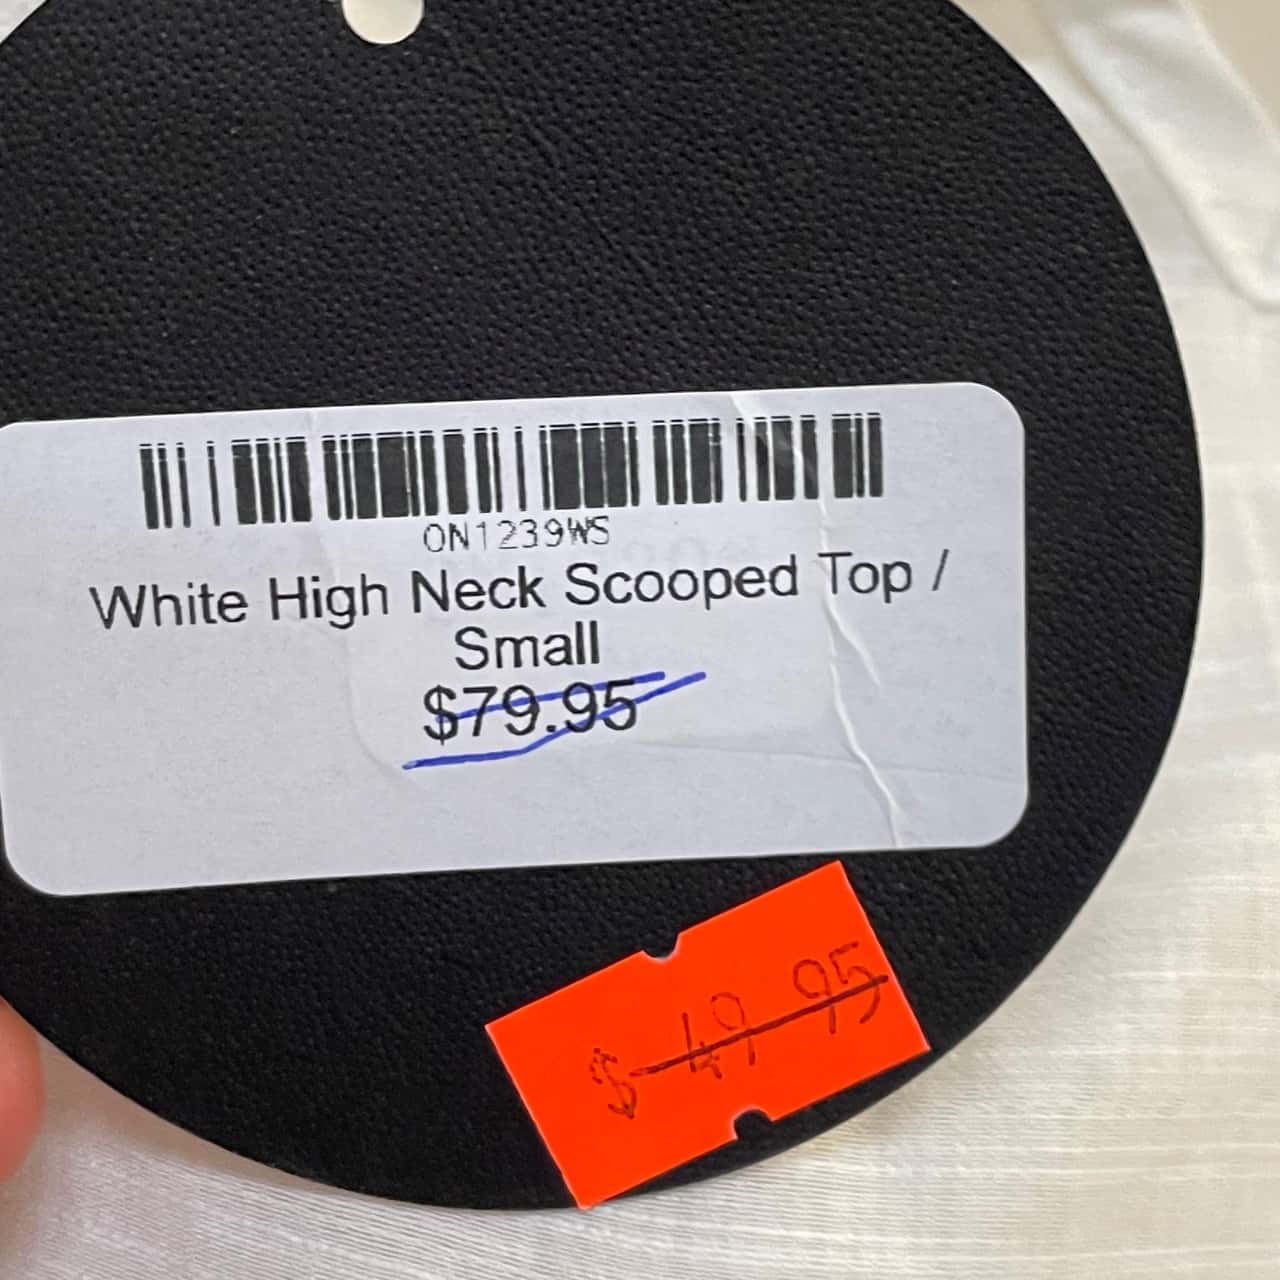 ON1239WS
White High Neck Scooped Top /
Small
$79.95
$49 95